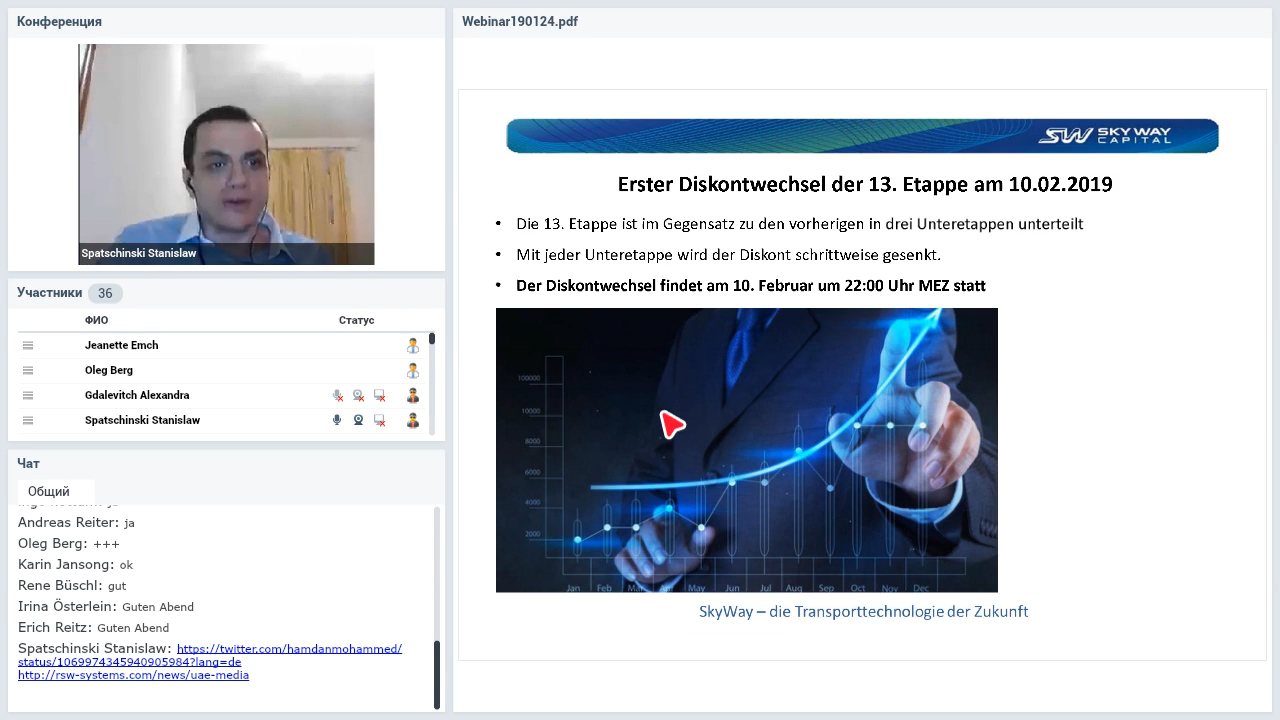 Конференция
Spatschinski Stanislaw
Участники 36
ФИО Статус
Jeanette Emch
Oleg Berg
Gdalevitch Alexandra
Spatschinski Stanislaw
Чат
Общий
Andreas Reiter: ja
Oleg Berg: +++
Karin Jansong: ok
Rene Büschl: gut
Irina Österlein: Guten Abend
Erich Reitz: Guten Abend
Spatschinski Stanislaw: https://twitter.com/hamdanmohammed/
status/1069974345940905984?lang=de
http://rsw-systems.com/news/uae-media
Webinar190124.pdf
SW SKY WAY
CAPITAL
Erster Diskontwechsel der 13. Etappe am 10.02.2019
• Die 13. Etappe ist im Gegensatz zu den vorherigen in drei Unteretappen unterteilt
• Mit jeder Unteretappe wird der Diskont schrittweise gesenkt.
• Der Diskontwechsel findet am 10. Februar um 22:00 Uhr MEZ statt
100000
10000
8000
6000
4000
2000
Jan Feb Mar May Jun Jul Aug Sep Oct Nov Dec
SkyWay – die Transporttechnologie der Zukunft